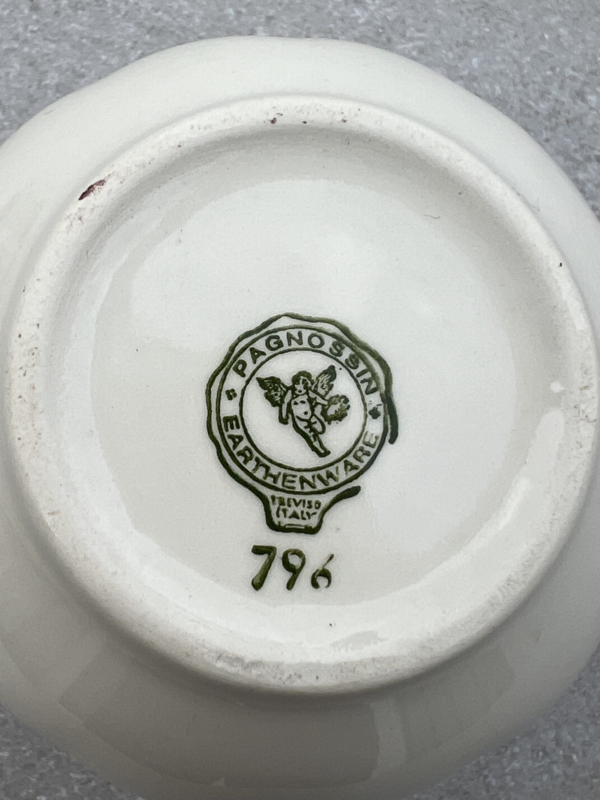 PAGNOSSIN
EARTHENWARE
TREVISO
ITALY
796